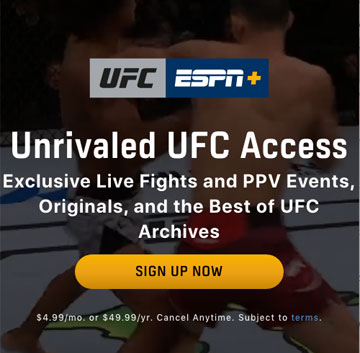 UFC ESPN+
Unrivaled UFC Access
Exclusive Live Fights and PPV Events,
Originals, and the Best of UFC
Archives
SIGN UP NOW
$4.99/mo. or $49.99/yr. Cancel Anytime. Subject to terms.